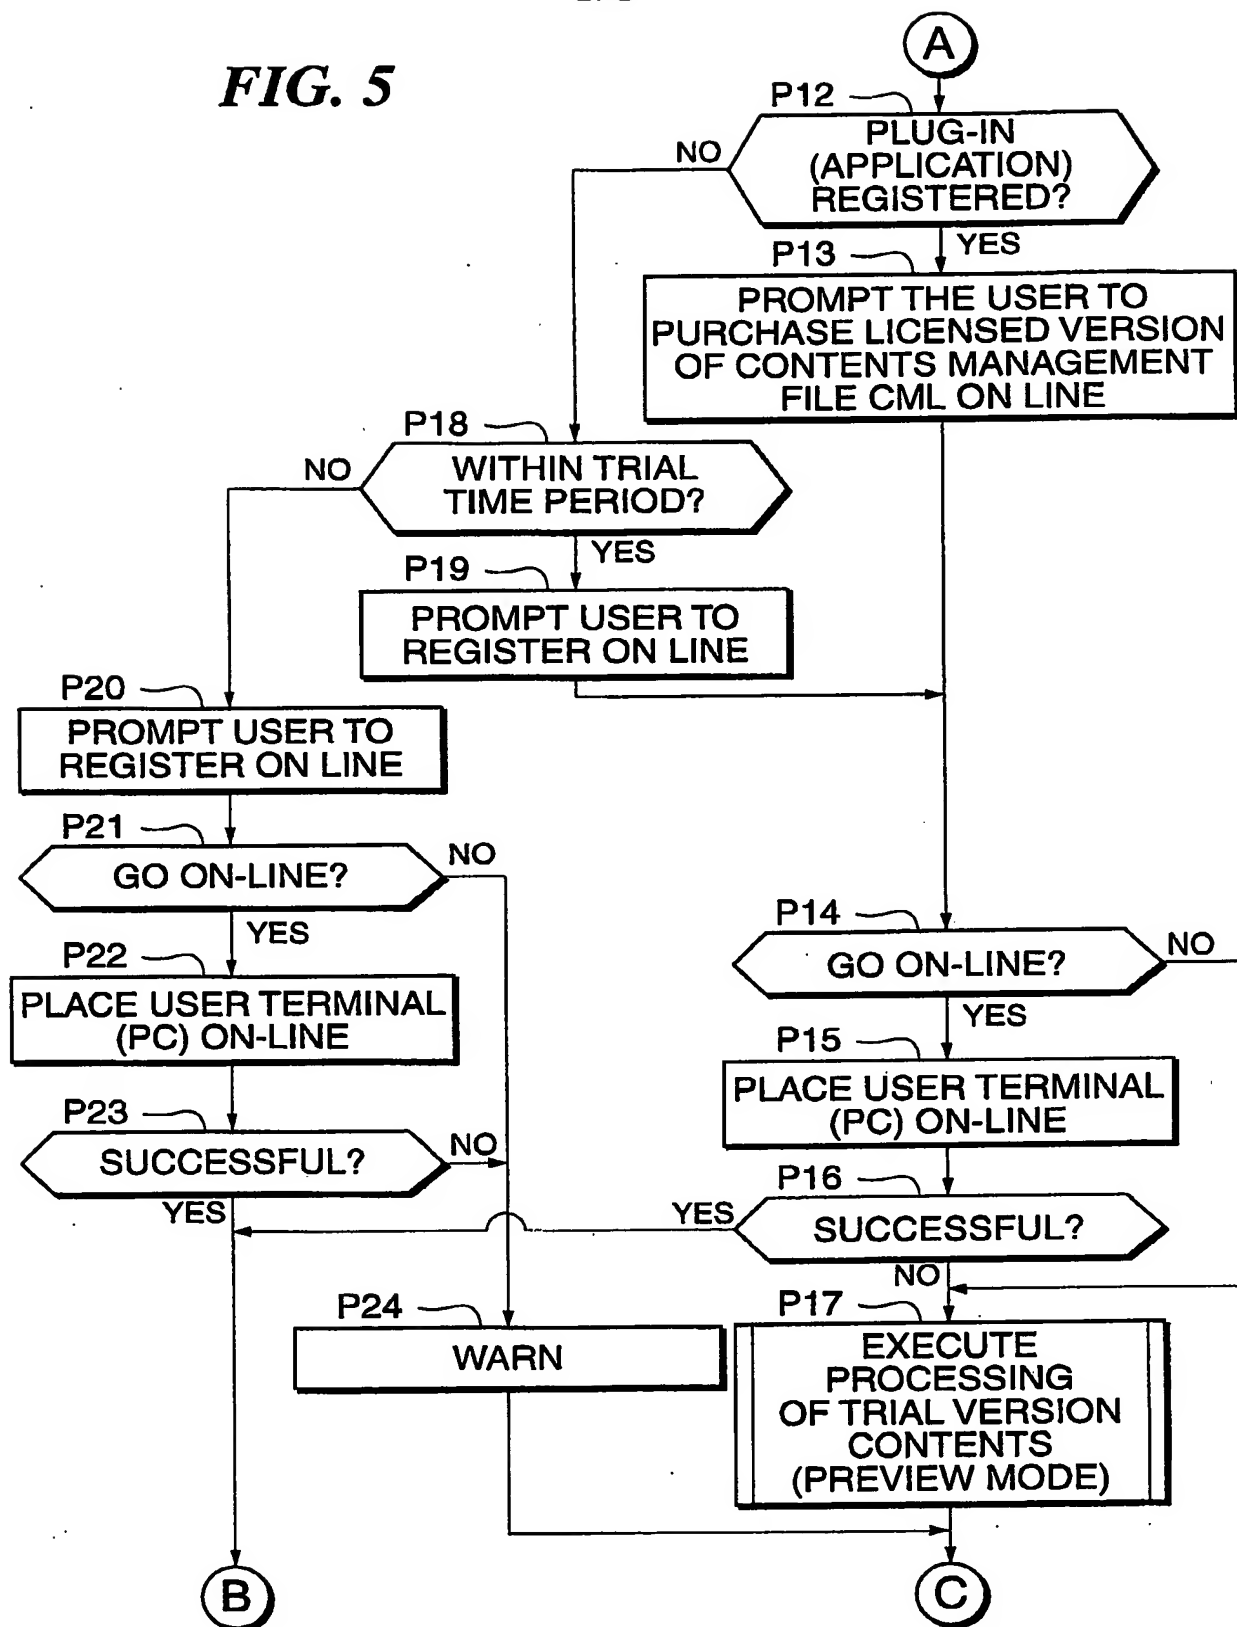 FIG. 5
A
P12
PLUG-IN
(APPLICATION)
REGISTERED?
NO
YES
P13
PROMPT THE USER TO
PURCHASE LICENSED VERSION
OF CONTENTS MANAGEMENT
FILE CML ON LINE
P18
WITHIN TRIAL
TIME PERIOD?
NO
YES
P19
PROMPT USER TO
REGISTER ON LINE
P20
PROMPT USER TO
REGISTER ON LINE
P21
GO ON-LINE?
NO
YES
P22
PLACE USER TERMINAL
(PC) ON-LINE
P23
SUCCESSFUL?
NO
YES
P14
GO ON-LINE?
NO
YES
P15
PLACE USER TERMINAL
(PC) ON-LINE
P16
SUCCESSFUL?
YES
NO
P24
WARN
P17
EXECUTE
PROCESSING
OF TRIAL VERSION
CONTENTS
(PREVIEW MODE)
B
C